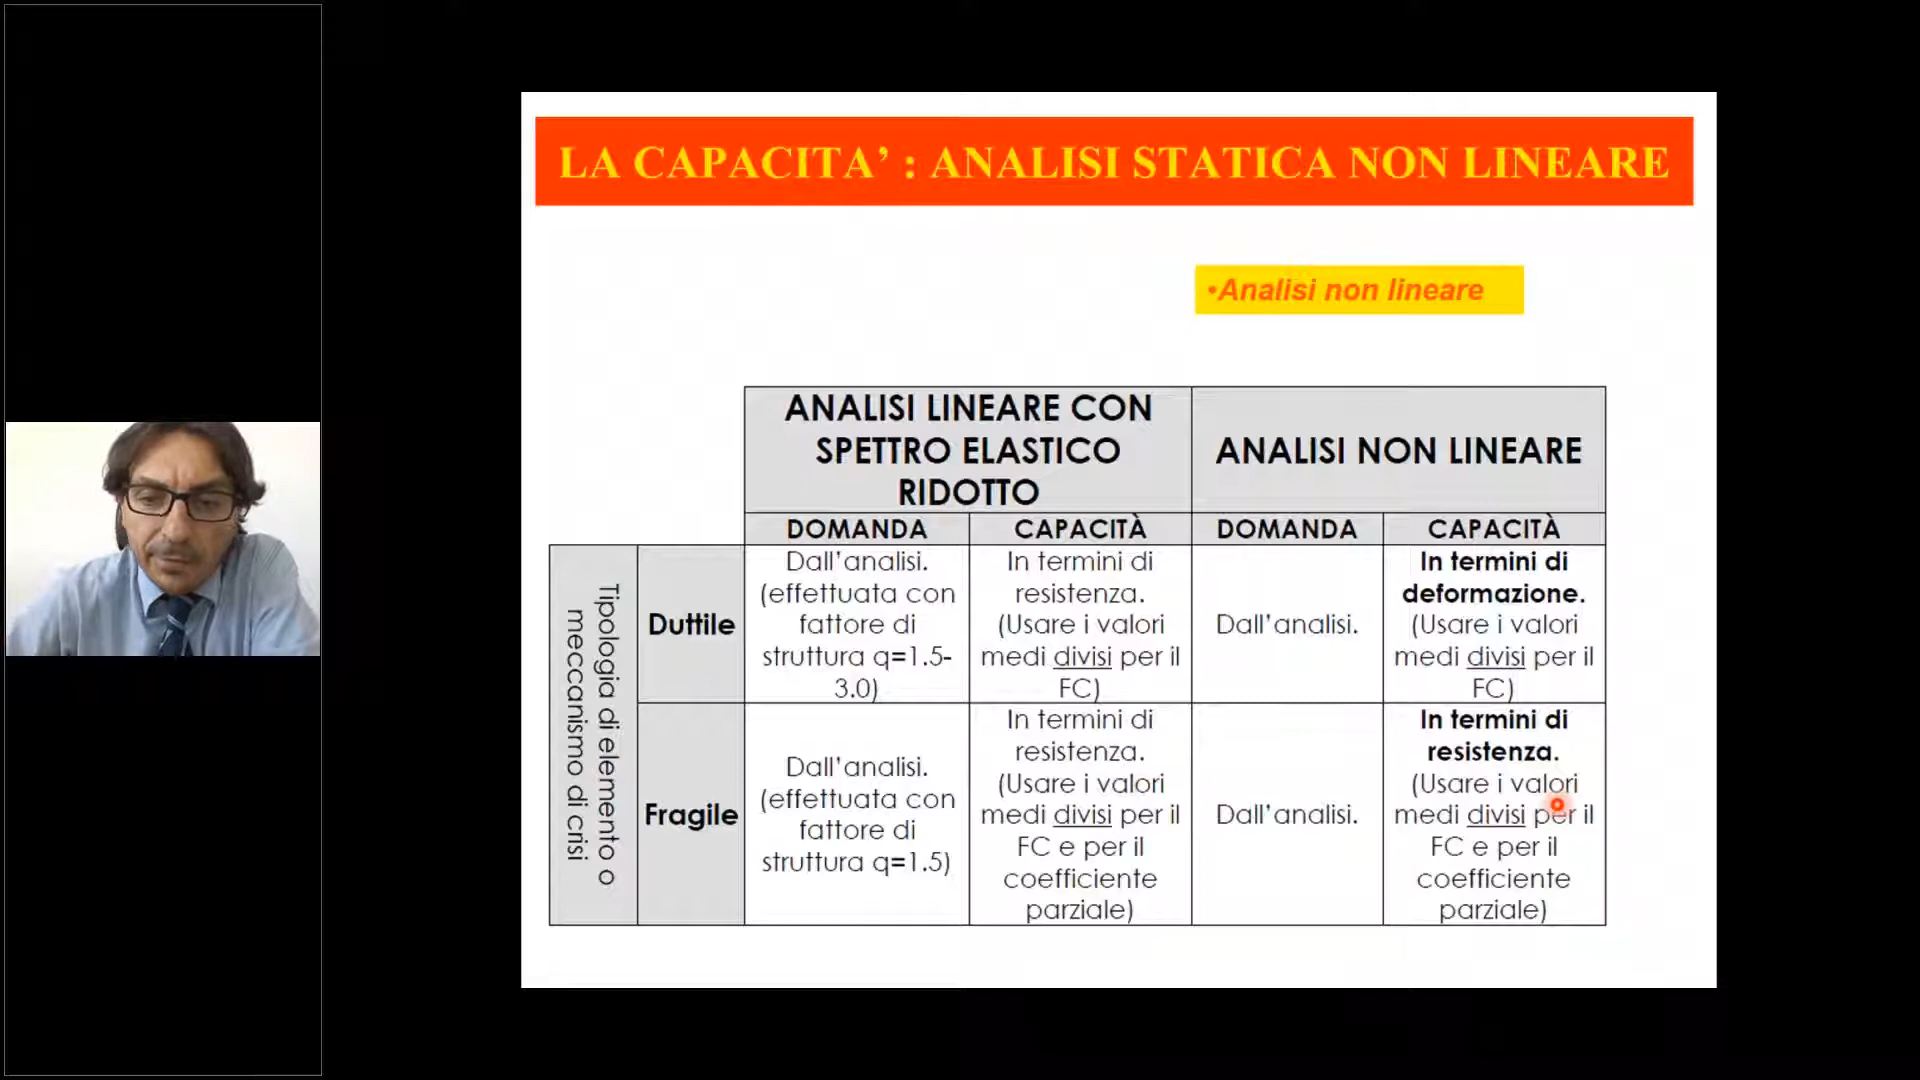 LA CAPACITA’ : ANALISI STATICA NON LINEARE
•Analisi non lineare
ANALISI LINEARE CON
SPETTRO ELASTICO
RIDOTTO
ANALISI NON LINEARE
DOMANDA
CAPACITÀ
DOMANDA
CAPACITÀ
Tipologia di elemento o
meccanismo di crisi
Duttile
Dall’analisi.
(effettuata con
fattore di
struttura q=1.5-
3.0)
In termini di
resistenza.
(Usare i valori
medi divisi per il
FC)
Dall’analisi.
In termini di
deformazione.
(Usare i valori
medi divisi per il
FC)
Fragile
Dall’analisi.
(effettuata con
fattore di
struttura q=1.5)
In termini di
resistenza.
(Usare i valori
medi divisi per il
FC e per il
coefficiente
parziale)
Dall’analisi.
In termini di
resistenza.
(Usare i valori
medi divisi per il
FC e per il
coefficiente
parziale)